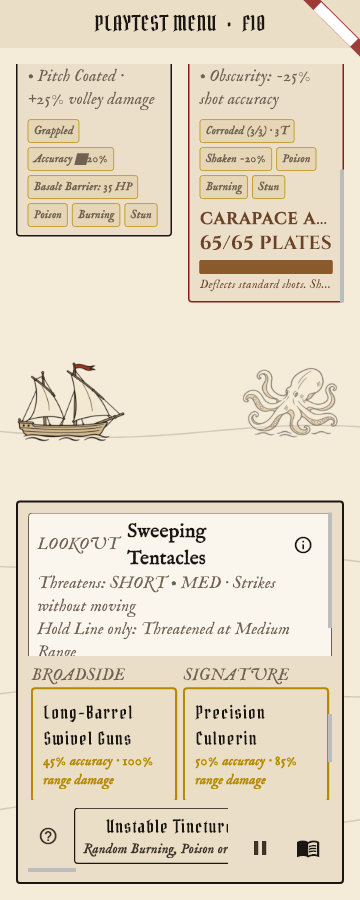 PLAYTEST MENU · F10
• Pitch Coated ·
+25% volley damage
Grappled
Accuracy 20%
Basalt Barrier: 35 HP
Poison Burning Stun
• Obscurity: -25%
shot accuracy
Corroded (3/3) · 3T
Shaken -20% Poison
Burning Stun
CARAPACE A...
65/65 PLATES
Deflects standard shots. Sh...
LOOKOUT Sweeping
Tentacles
Threatens: SHORT • MED · Strikes
without moving
Hold Line only: Threatened at Medium
Range
BROADSIDE
Long-Barrel
Swivel Guns
45% accuracy · 100%
range damage
SIGNATURE
Precision
Culverin
50% accuracy · 85%
range damage
Unstable Tincture
Random Burning, Poison or